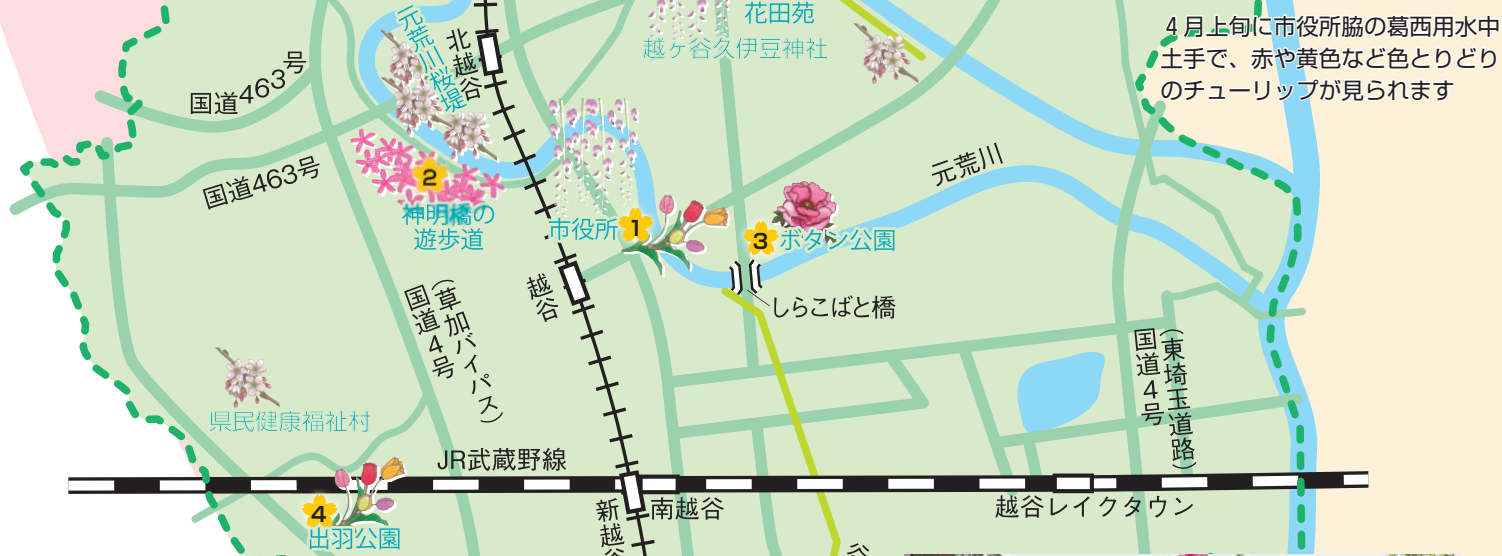 花田苑
越ヶ谷久伊豆神社
4月上旬に市役所脇の葛西用水中
土手で、赤や黄色など色とりどり
のチューリップが見られます
元荒川桜堤
北越谷
国道463号
国道463号
2
神明橋の
遊歩道
市役所
1
3
ボタン公園
元荒川
越谷
しらこばと橋
国道4号
(草加バイパス)
国道4号
(東埼玉道路)
県民健康福祉村
JR武蔵野線
4
出羽公園
新越
南越谷
越谷レイクタウン